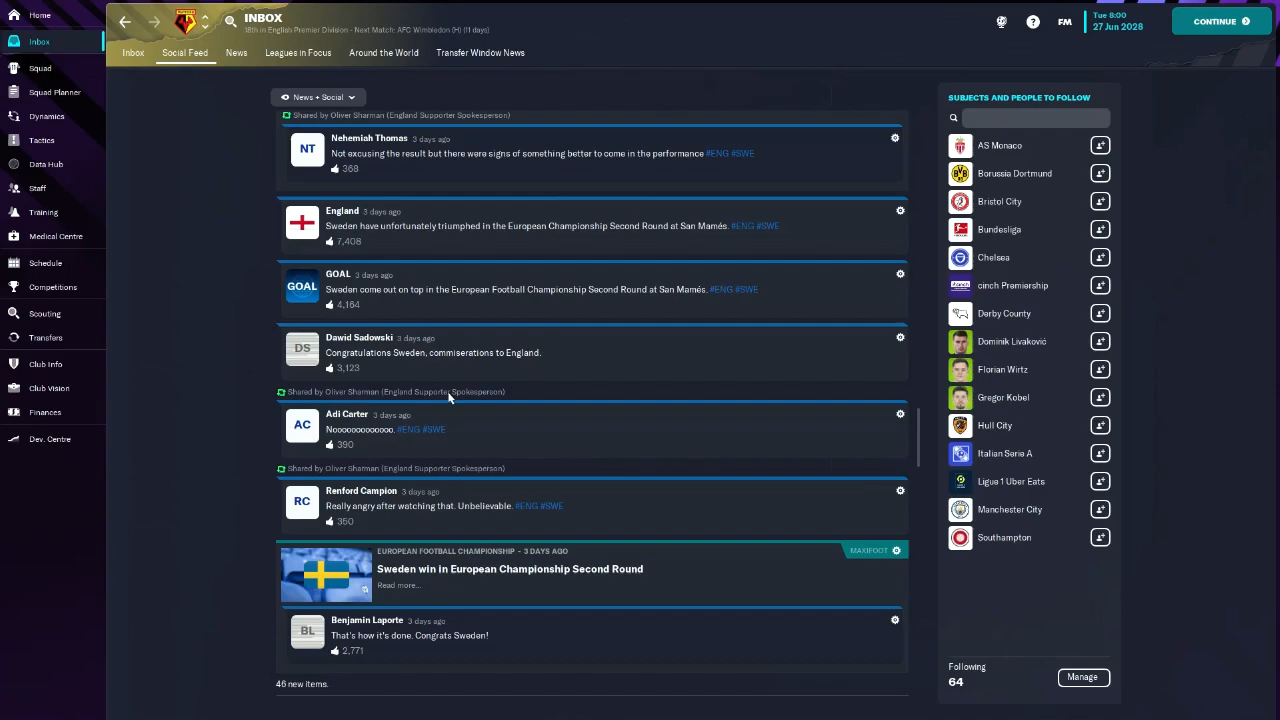 Home
INBOX
18th in English Premier Division - Next Match: AFC Wimbledon (H) (11 days)
FM
Tue 8:00
27 Jun 2028
CONTINUE
Inbox
Squad
Squad Planner
Dynamics
Tactics
Data Hub
Staff
Training
Medical Centre
Schedule
Competitions
Scouting
Transfers
Club Info
Club Vision
Finances
Dev. Centre
Inbox
Social Feed
News
Leagues in Focus
Around the World
Transfer Window News
News + Social
Shared by Oliver Sharman (England Supporter Spokesperson)
NT
Nehemiah Thomas 3 days ago
Not excusing the result but there were signs of something better to come in the performance #ENG #SWE
368
England 3 days ago
Sweden have unfortunately triumphed in the European Championship Second Round at San Mamés. #ENG #SWE
7,408
GOAL
GOAL 3 days ago
Sweden come out on top in the European Football Championship Second Round at San Mamés. #ENG #SWE
4,164
DS
Dawid Sadowski 3 days ago
Congratulations Sweden, commiserations to England.
3,123
Shared by Oliver Sharman (England Supporter Spokesperson)
AC
Adi Carter 3 days ago
Noooooooooooo. #ENG #SWE
390
Shared by Oliver Sharman (England Supporter Spokesperson)
RC
Renford Campion 3 days ago
Really angry after watching that. Unbelievable. #ENG #SWE
350
EUROPEAN FOOTBALL CHAMPIONSHIP - 3 DAYS AGO
MAXIFOOT
Sweden win in European Championship Second Round
Read more...
BL
Benjamin Laporte 3 days ago
That's how it's done. Congrats Sweden!
2,771
46 new items.
SUBJECTS AND PEOPLE TO FOLLOW
AS Monaco
Borussia Dortmund
Bristol City
Bundesliga
Chelsea
cinch Premiership
Derby County
Dominik Livaković
Florian Wirtz
Gregor Kobel
Hull City
Italian Serie A
Ligue 1 Uber Eats
Manchester City
Southampton
Following
64
Manage